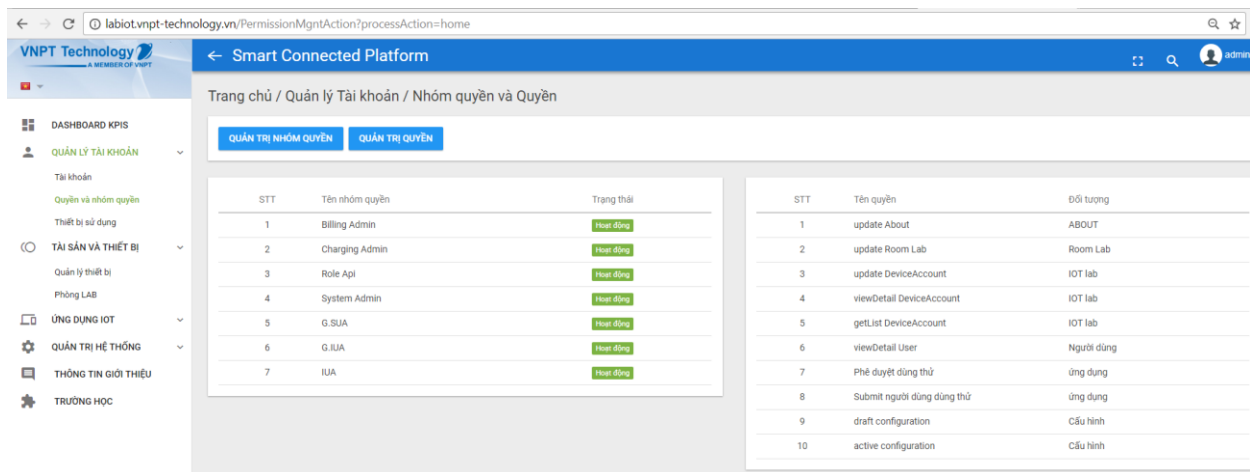 labiot.vnpt-technology.vn/PermissionMgntAction?processAction=home
VNPT Technology
A MEMBER OF VNPT
Smart Connected Platform
admin
Trang chủ / Quản lý Tài khoản / Nhóm quyền và Quyền
DASHBOARD KPIS
QUẢN LÝ TÀI KHOẢN
Tài khoản
Quyền và nhóm quyền
Thiết bị sử dụng
TÀI SẢN VÀ THIẾT BỊ
Quản lý thiết bị
Phòng LAB
ỨNG DỤNG IOT
QUẢN TRỊ HỆ THỐNG
THÔNG TIN GIỚI THIỆU
TRƯỜNG HỌC
QUẢN TRỊ NHÓM QUYỀN QUẢN TRỊ QUYỀN
STT Tên nhóm quyền Trạng thái
1 Billing Admin Hoạt động
2 Charging Admin Hoạt động
3 Role Api Hoạt động
4 System Admin Hoạt động
5 G.SUA Hoạt động
6 G.IUA Hoạt động
7 IUA Hoạt động
STT Tên quyền Đối tượng
1 update About ABOUT
2 update Room Lab Room Lab
3 update DeviceAccount IOT lab
4 viewDetail DeviceAccount IOT lab
5 getList DeviceAccount IOT lab
6 viewDetail User Người dùng
7 Phê duyệt dùng thử ứng dụng
8 Submit người dùng dùng thử ứng dụng
9 draft configuration Cấu hình
10 active configuration Cấu hình